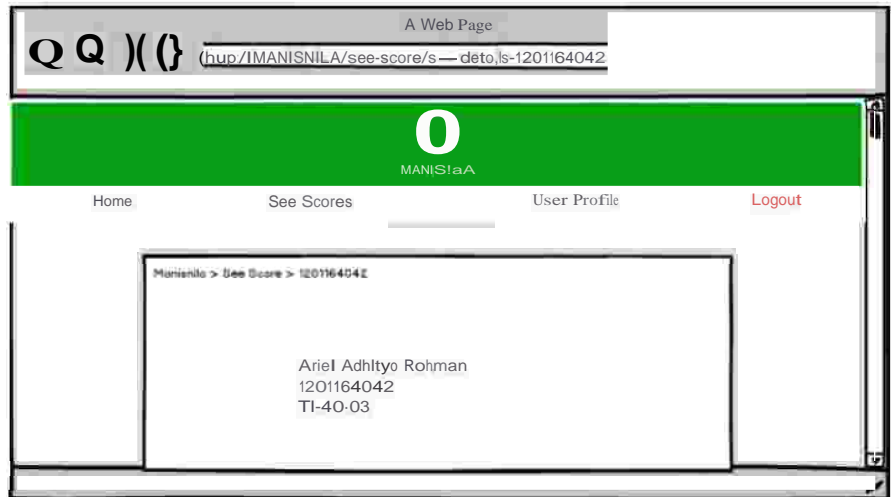 A Web Page
Q Q )( (}
(hup:/IMANISNILA/see-score/s — deto,ls-1201164042
0
MANIS!aA
Home See Scores User Profile Logout
Manisnila > See Score > 1201164042
Ariel Adhltyo Rohman
1201164042
TI-40-03